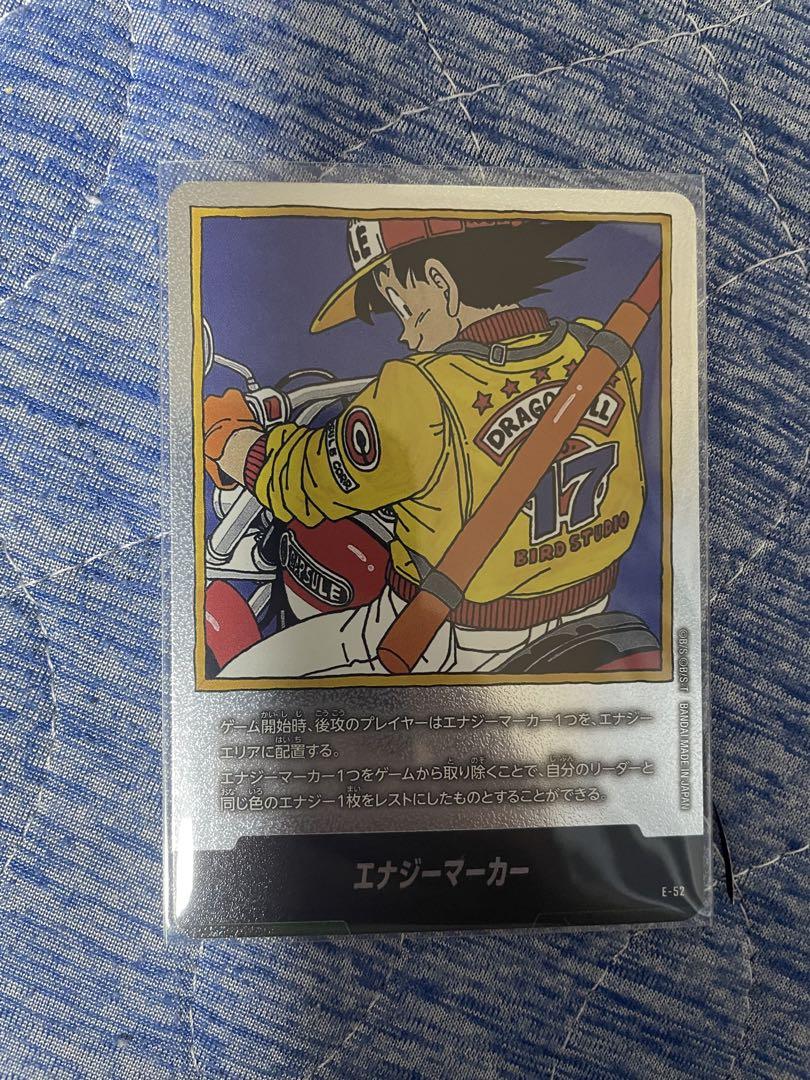 LE
DRAGO LL
17
BIRD STUDIO
SULE CORP.
CAPSULE
ゲーム開始時、後攻のプレイヤーはエナジーマーカー1つを、エナジー
エリアに配置する。
エナジーマーカー1つをゲームから取り除くことで、自分のリーダーと
同じ色のエナジー1枚をレストにしたものとすることができる。
エナジーマーカー
E-52
©B/S ©B/S T BANDAI MADE IN JAPAN